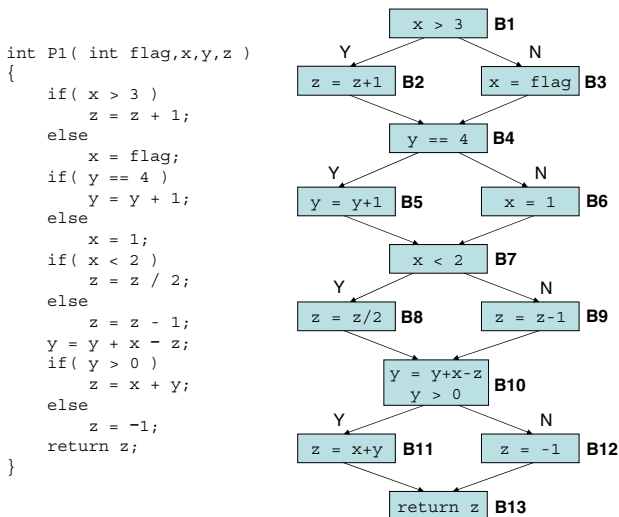 int P1( int flag,x,y,z )
{
if( x > 3 )
z = z + 1;
else
x = flag;
if( y == 4 )
y = y + 1;
else
x = 1;
if( x < 2 )
z = z / 2;
else
z = z - 1;
y = y + x − z;
if( y > 0 )
z = x + y;
else
z = −1;
return z;
}
x > 3 B1
Y N
z = z+1 B2 x = flag B3
y == 4 B4
Y N
y = y+1 B5 x = 1 B6
x < 2 B7
Y N
z = z/2 B8 z = z-1 B9
y = y+x-z
y > 0 B10
Y N
z = x+y B11 z = -1 B12
return z B13